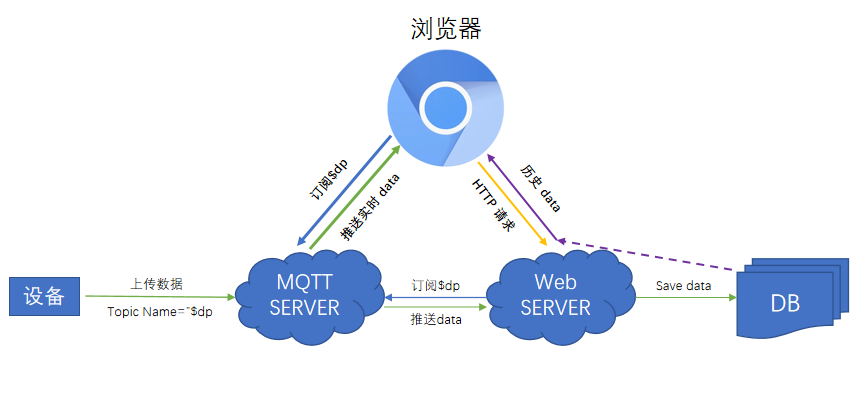 浏览器
订阅$dp
推送实时 data
历史 data
HTTP 请求
设备
上传数据
Topic Name="$dp
MQTT
SERVER
订阅$dp
推送data
Web
SERVER
Save data
DB